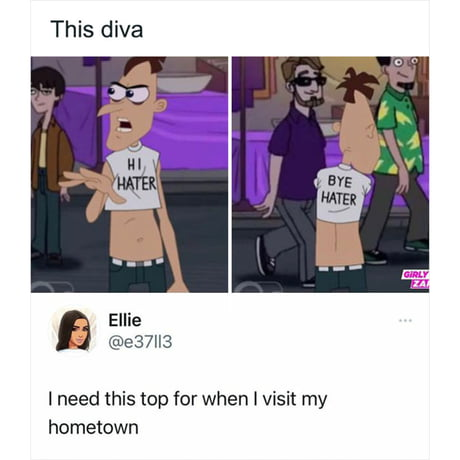 This diva
HI
HATER
BYE
HATER
GIRLY
Ellie
@e37ll3
I need this top for when I visit my
hometown